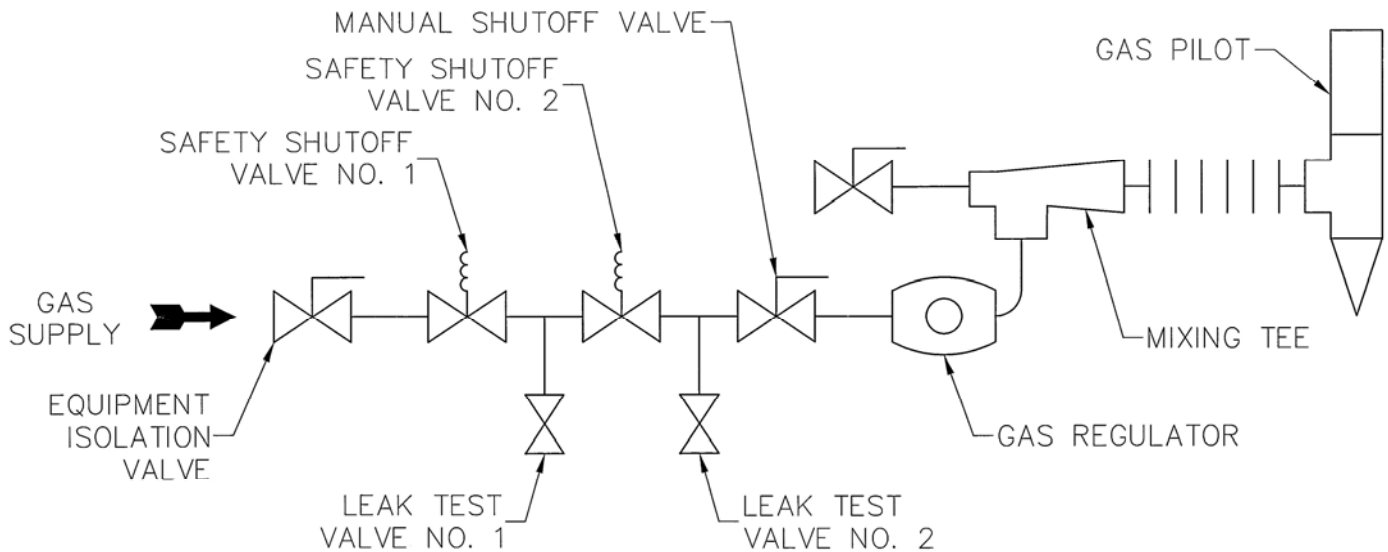 MANUAL SHUTOFF VALVE
SAFETY SHUTOFF
VALVE NO. 2
SAFETY SHUTOFF
VALVE NO. 1
GAS PILOT
GAS
SUPPLY
MIXING TEE
EQUIPMENT
ISOLATION
VALVE
GAS REGULATOR
LEAK TEST
VALVE NO. 1
LEAK TEST
VALVE NO. 2